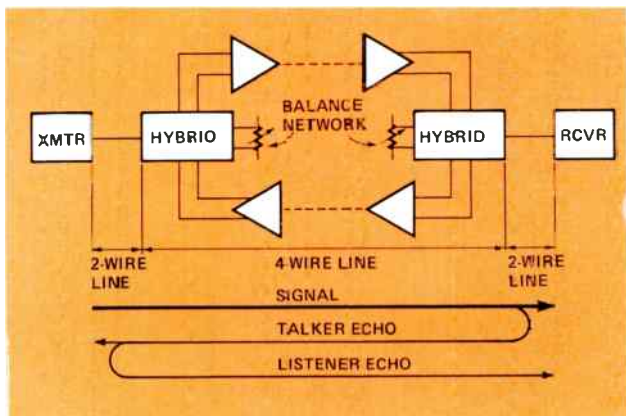 BALANCE
NETWORK
XMTR
HYBRIO
HYBRID
RCVR
2-WIRE
LINE
4-WIRE LINE
2-WIRE
LINE
SIGNAL
TALKER ECHO
LISTENER ECHO